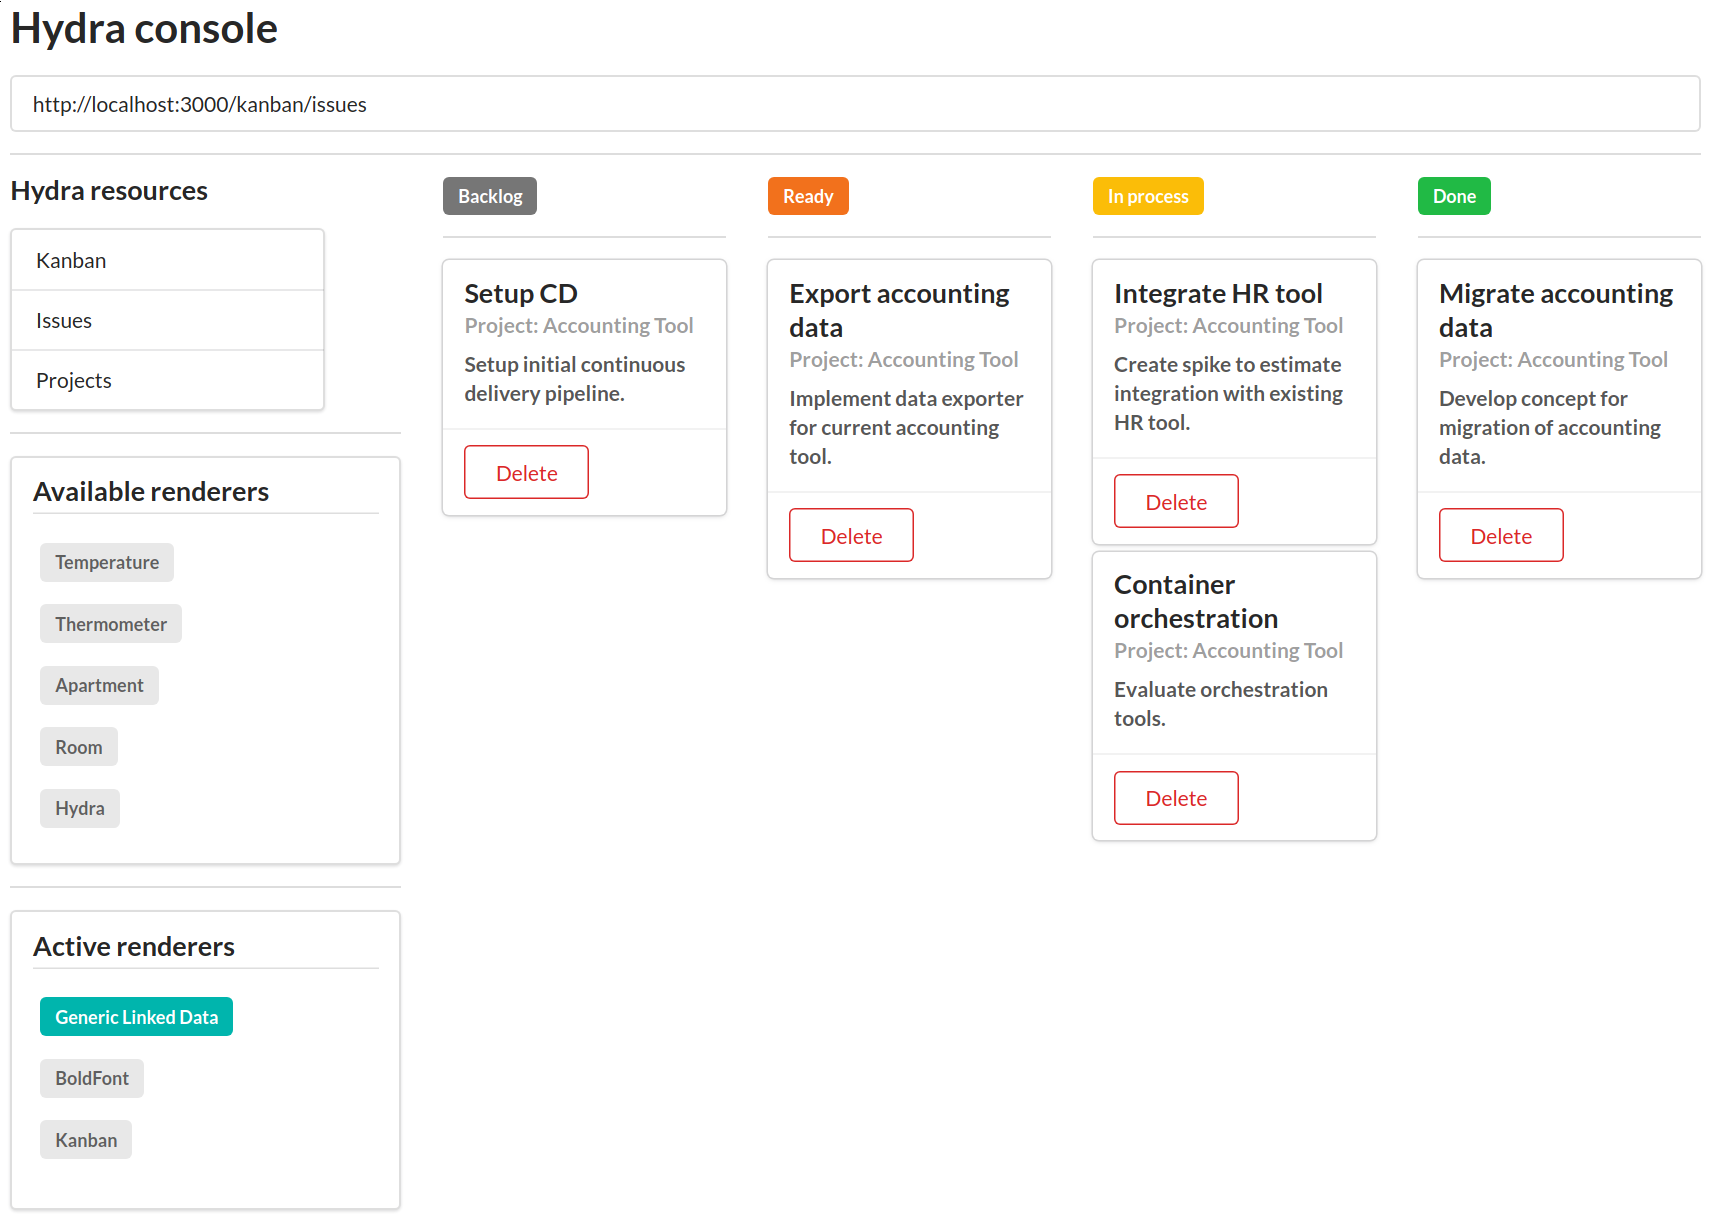 Hydra console
http://localhost:3000/kanban/issues
Hydra resources
Kanban
Issues
Projects
Available renderers
Temperature
Thermometer
Apartment
Room
Hydra
Active renderers
Generic Linked Data
BoldFont
Kanban
Backlog
Setup CD
Project: Accounting Tool
Setup initial continuous
delivery pipeline.
Delete
Ready
Export accounting
data
Project: Accounting Tool
Implement data exporter
for current accounting
tool.
Delete
In process
Integrate HR tool
Project: Accounting Tool
Create spike to estimate
integration with existing
HR tool.
Delete
Container
orchestration
Project: Accounting Tool
Evaluate orchestration
tools.
Delete
Done
Migrate accounting
data
Project: Accounting Tool
Develop concept for
migration of accounting
data.
Delete